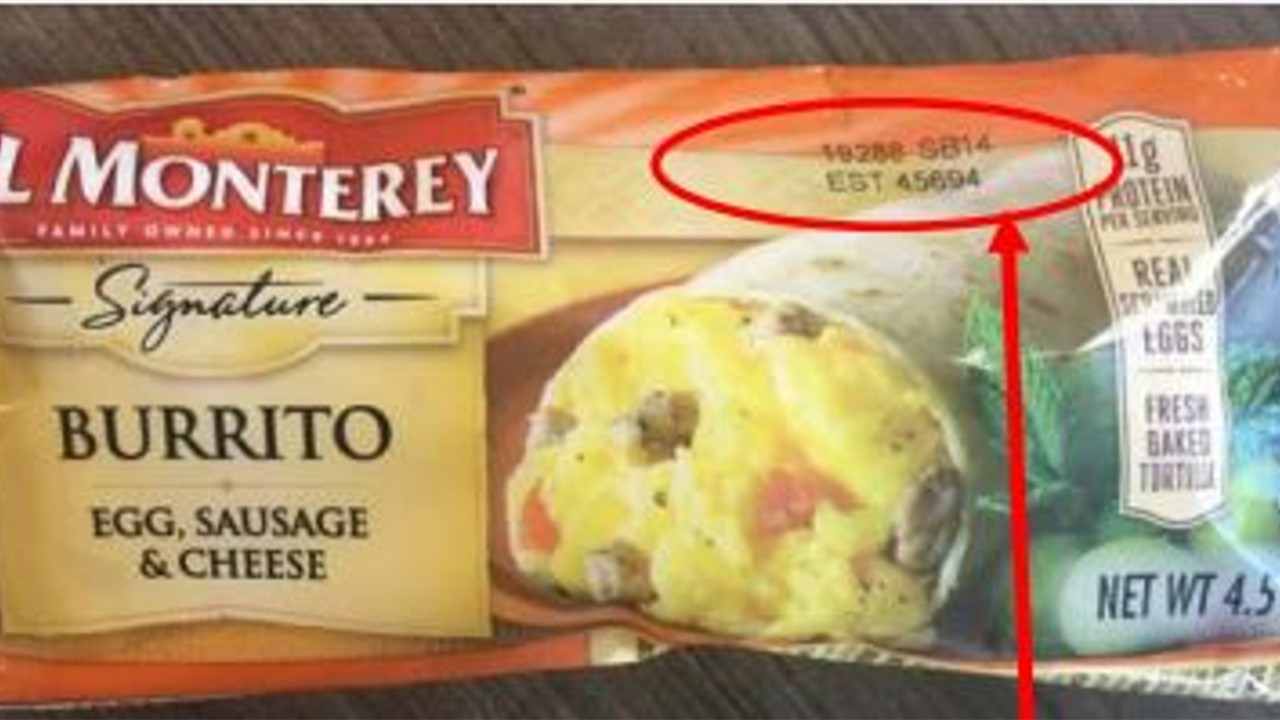 L MONTEREY
FAMILY OWNED SINCE
Signature
BURRITO
EGG, SAUSAGE
& CHEESE
19288 SB14
EST 45694
11g
PROTEIN
PER SERVING
REAL
EGGS
FRESH
BAKED
TORTILLA
NET WT 4.5